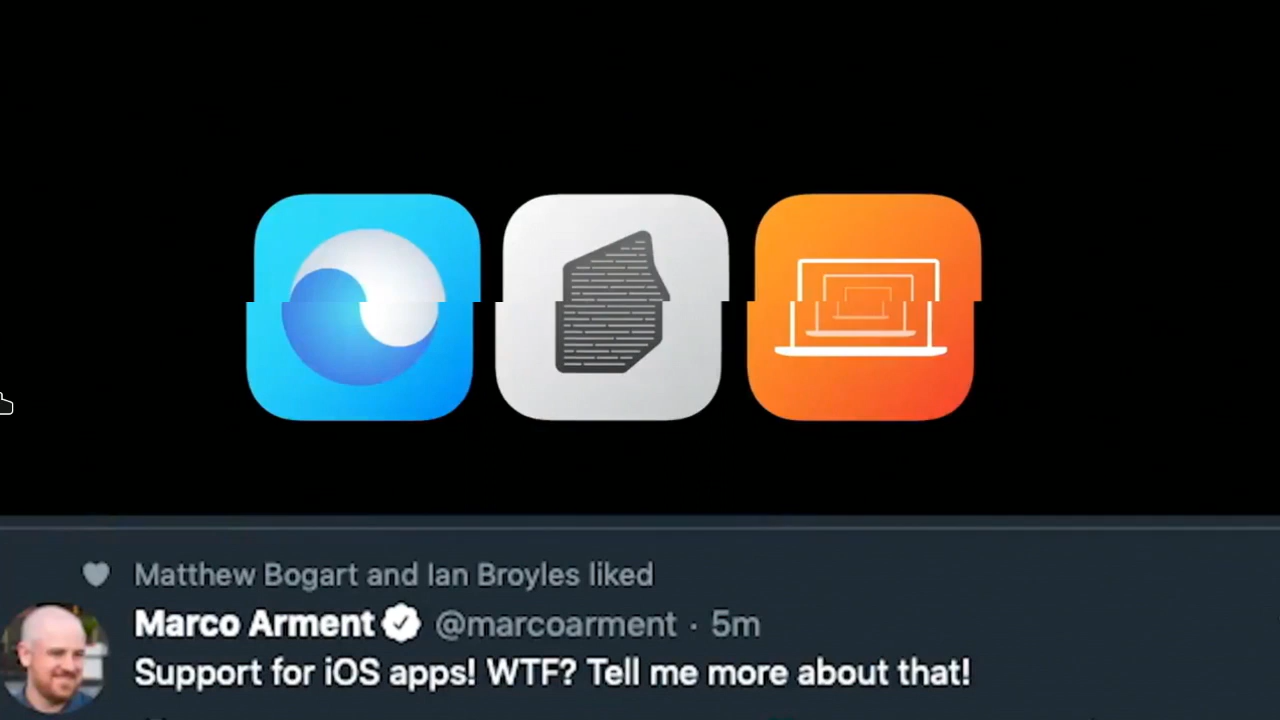 Matthew Bogart and Ian Broyles liked
Marco Arment @marcoarment · 5m
Support for iOS apps! WTF? Tell me more about that!